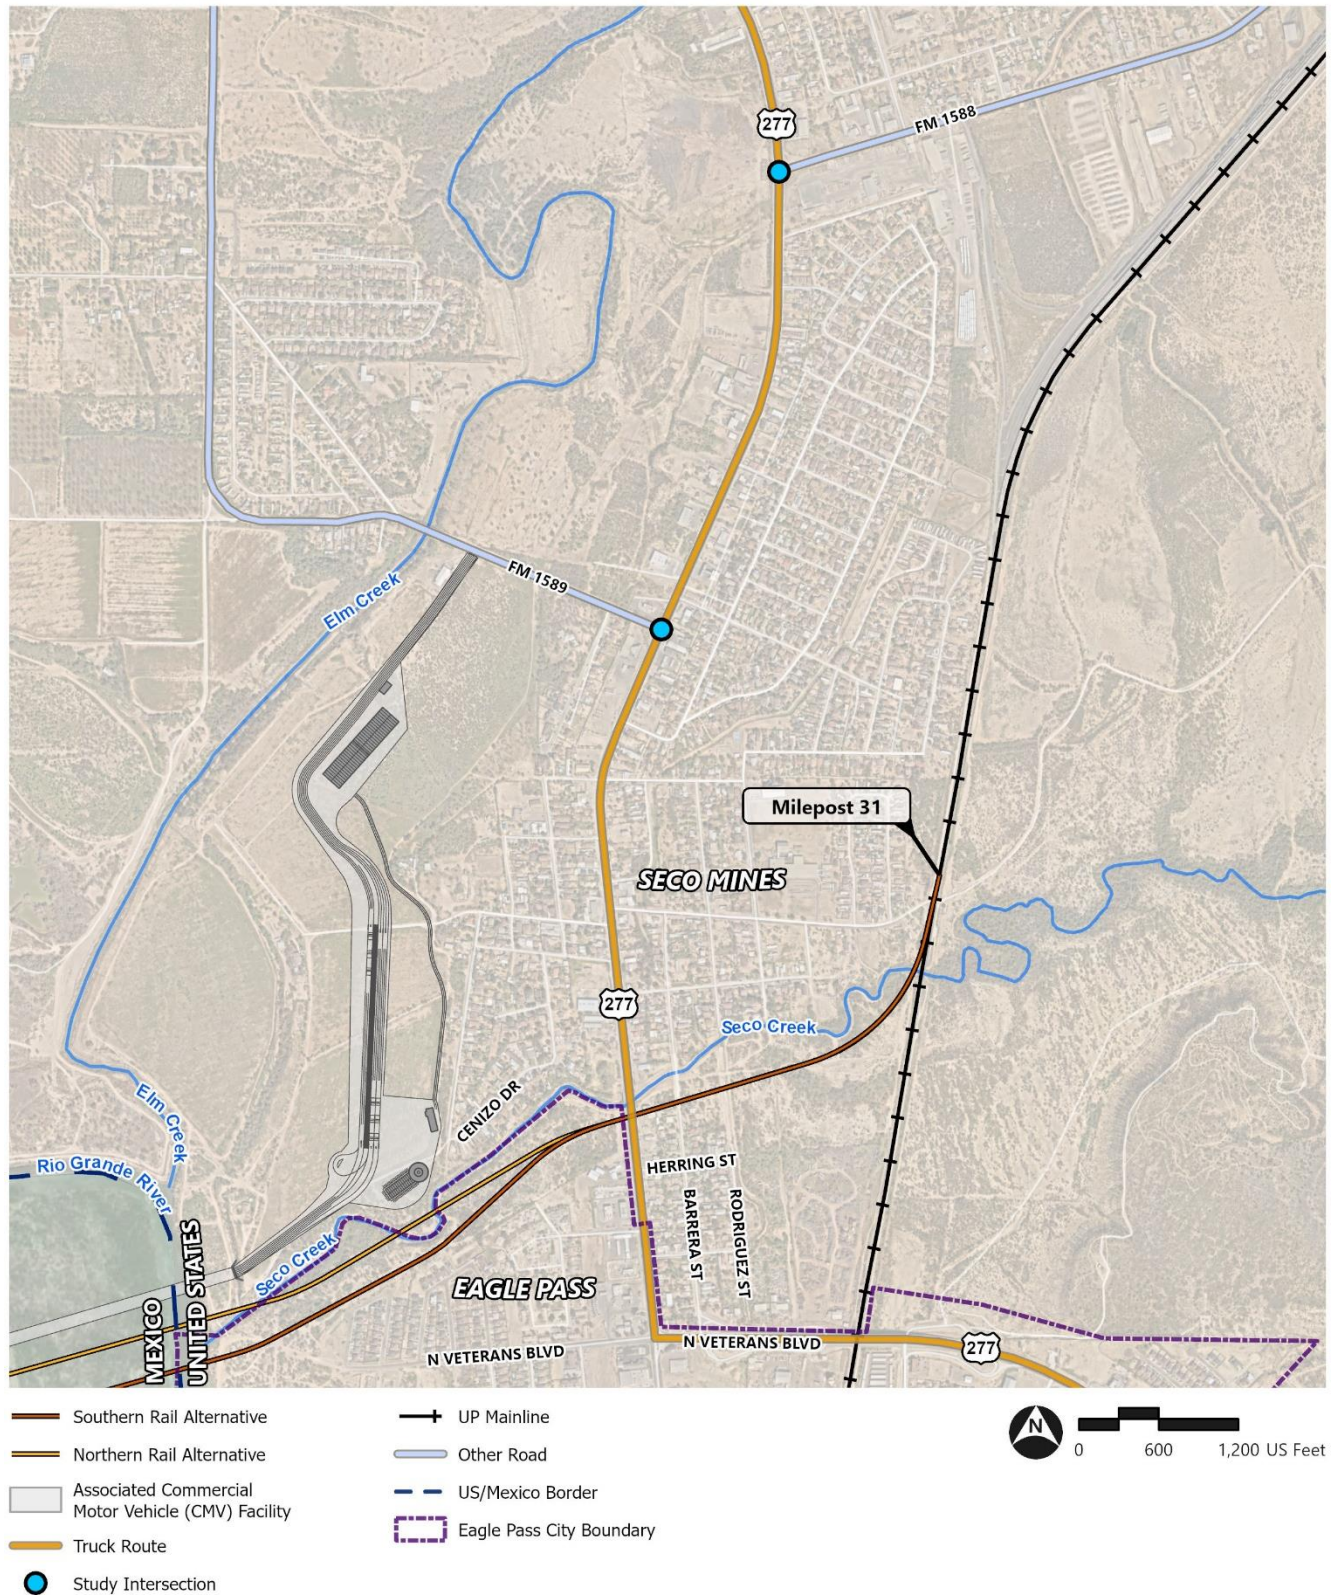 277
FM 1588
FM 1589
Elm Creek
Milepost 31
SECO MINES
277
Seco Creek
CENIZO DR
Elm Creek
Rio Grande River
HERRING ST
BARRERA ST
RODRIGUEZ ST
Seco Creek
EAGLE PASS
MEXICO
UNITED STATES
N VETERANS BLVD
N VETERANS BLVD
277
Southern Rail Alternative
Northern Rail Alternative
Associated Commercial
Motor Vehicle (CMV) Facility
Truck Route
Study Intersection
UP Mainline
Other Road
US/Mexico Border
Eagle Pass City Boundary
N
0 600 1,200 US Feet